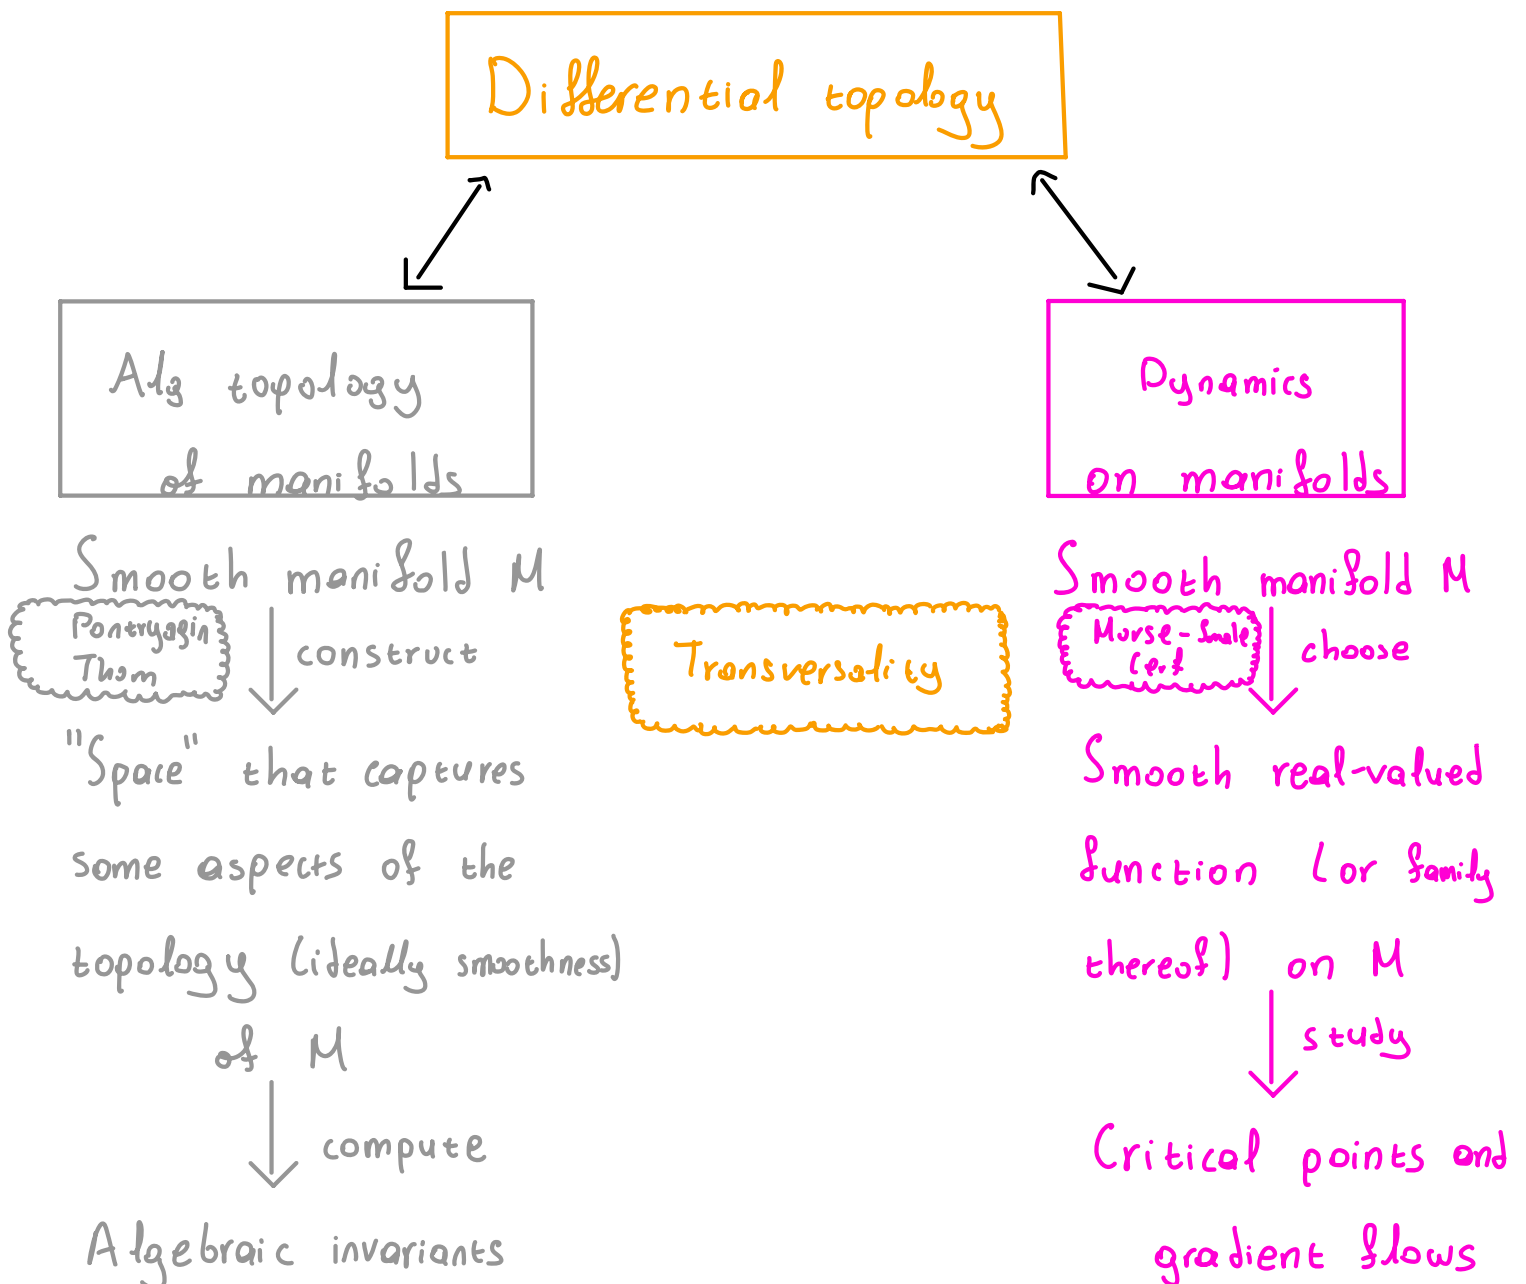 Differential topology
Alg topology
of manifolds
Smooth manifold M
Pontryagin
Thom
construct
"Space" that captures
some aspects of the
topology (ideally smoothness)
of M
compute
Algebraic invariants
Transversality
Dynamics
on manifolds
Smooth manifold M
Morse-Smale
Cerf
choose
Smooth real-valued
function (or family
thereof) on M
study
Critical points and
gradient flows